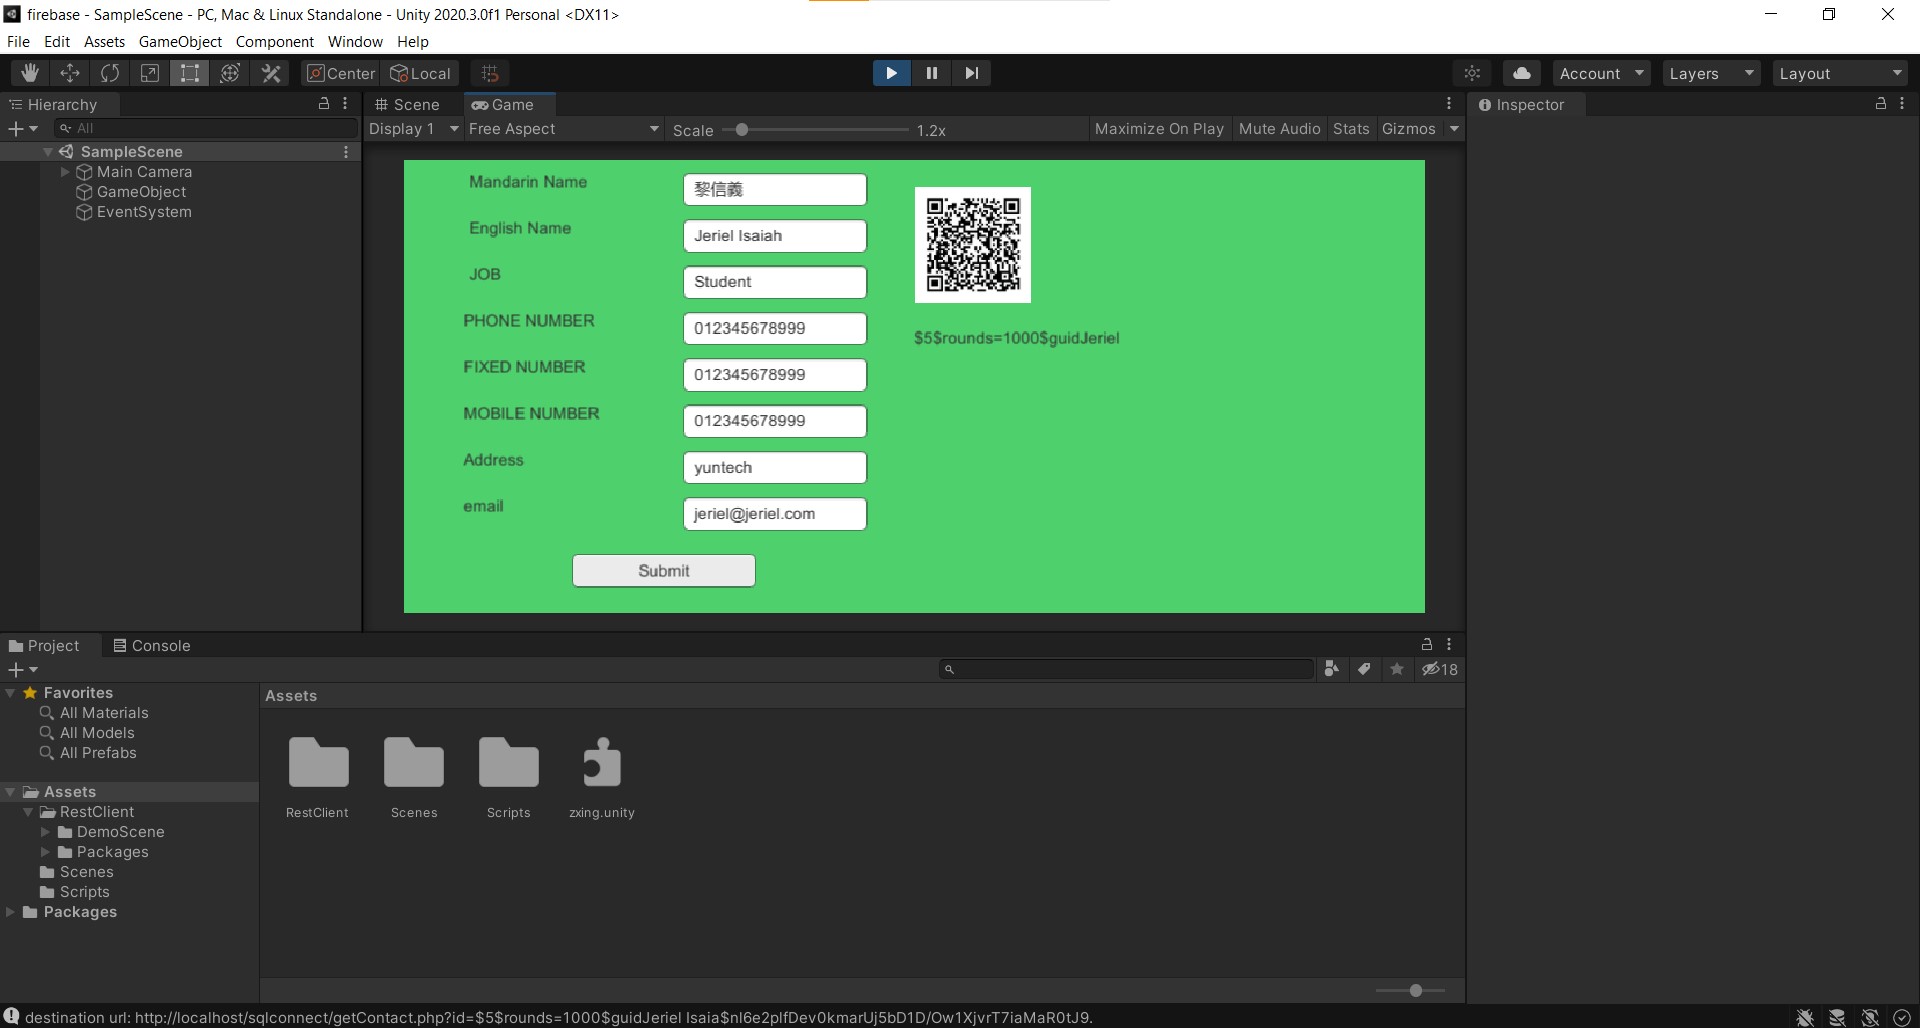 firebase - SampleScene - PC, Mac & Linux Standalone - Unity 2020.3.0f1 Personal <DX11>
File Edit Assets GameObject Component Window Help
Center Local Account Layers Layout
Hierarchy
All
SampleScene
Main Camera
GameObject
EventSystem
Scene Game
Display 1 Free Aspect Scale 1.2x Maximize On Play Mute Audio Stats Gizmos
Mandarin Name 黎信義
English Name Jeriel Isaiah
JOB Student
PHONE NUMBER 012345678999
FIXED NUMBER 012345678999
MOBILE NUMBER 012345678999
Address yuntech
email jeriel@jeriel.com
Submit
$5$rounds=1000$guidJeriel
Inspector
Project Console
18
Favorites
All Materials
All Models
All Prefabs
Assets
RestClient
DemoScene
Packages
Scenes
Scripts
Packages
Assets
RestClient Scenes Scripts zxing.unity
destination url: http://localhost/sqlconnect/getContact.php?id=$5$rounds=1000$guidJeriel Isaia$nl6e2plfDev0kmarUj5bD1D/Ow1XjvrT7iaMaR0tJ9.